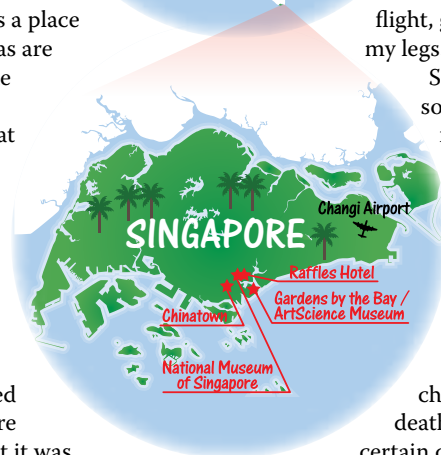 s a place
as are
e
at
flight, g
my legs
S
so
Changi Airport
SINGAPORE
Raffles Hotel
Gardens by the Bay /
ArtScience Museum
Chinatown
National Museum
of Singapore
ed
re
t it was
ch
death
certain